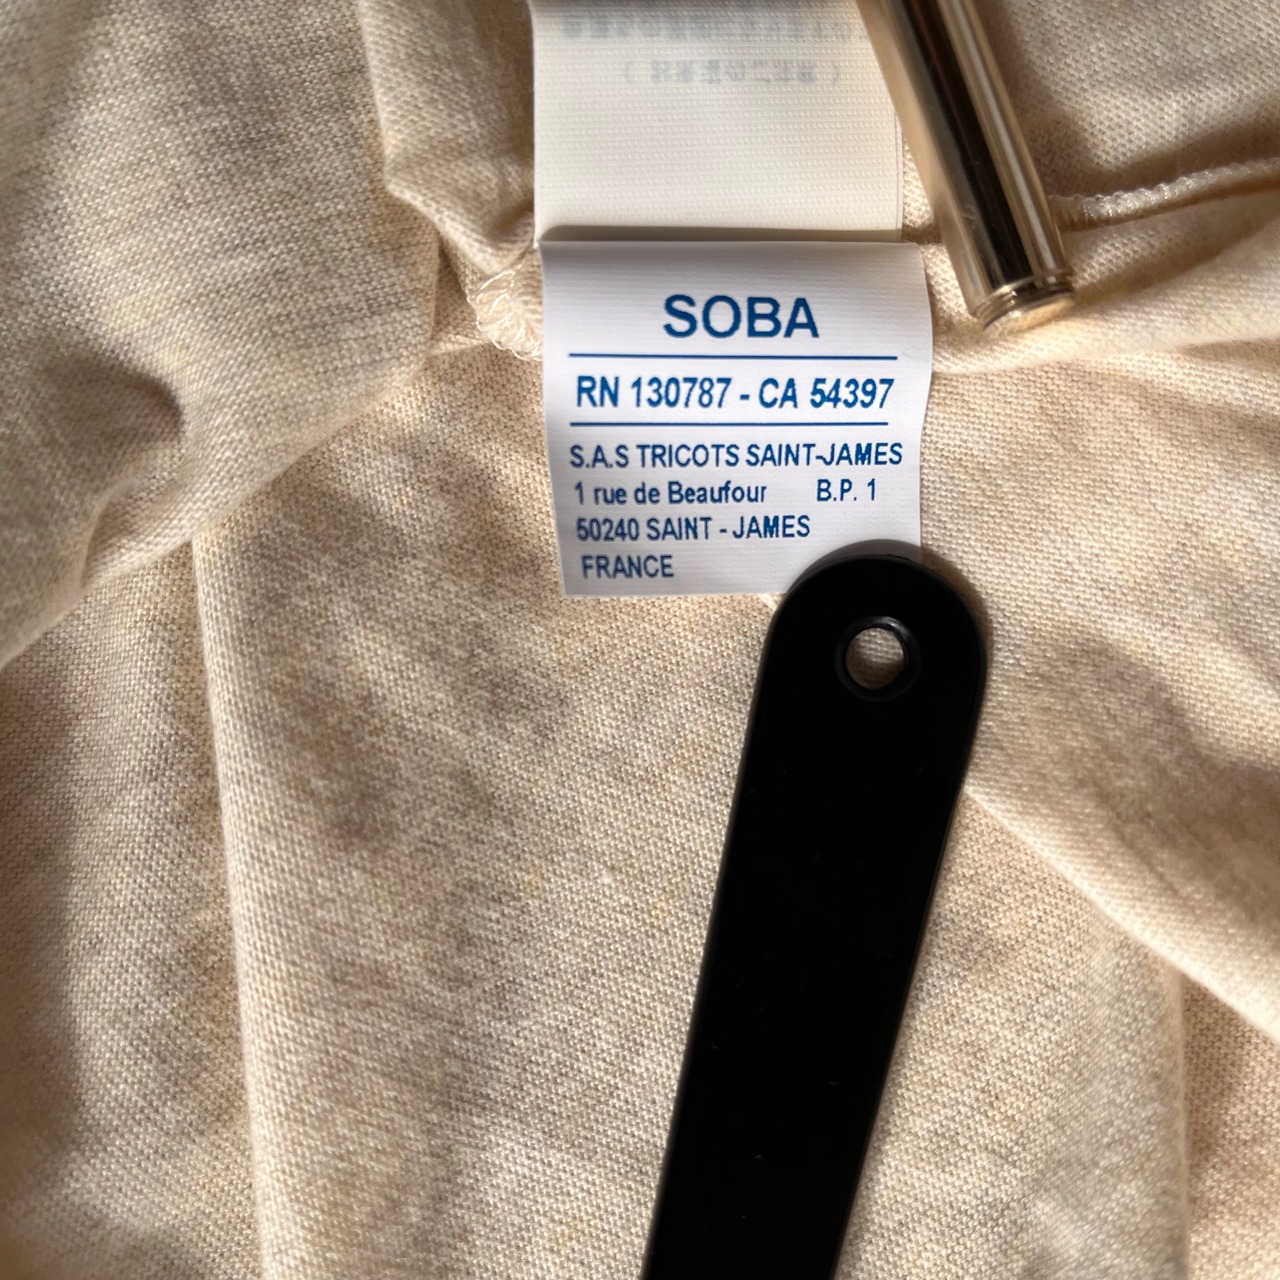 SOBA
RN 130787 - CA 54397
S.A.S TRICOTS SAINT-JAMES
1 rue de Beaufour B.P. 1
50240 SAINT - JAMES
FRANCE